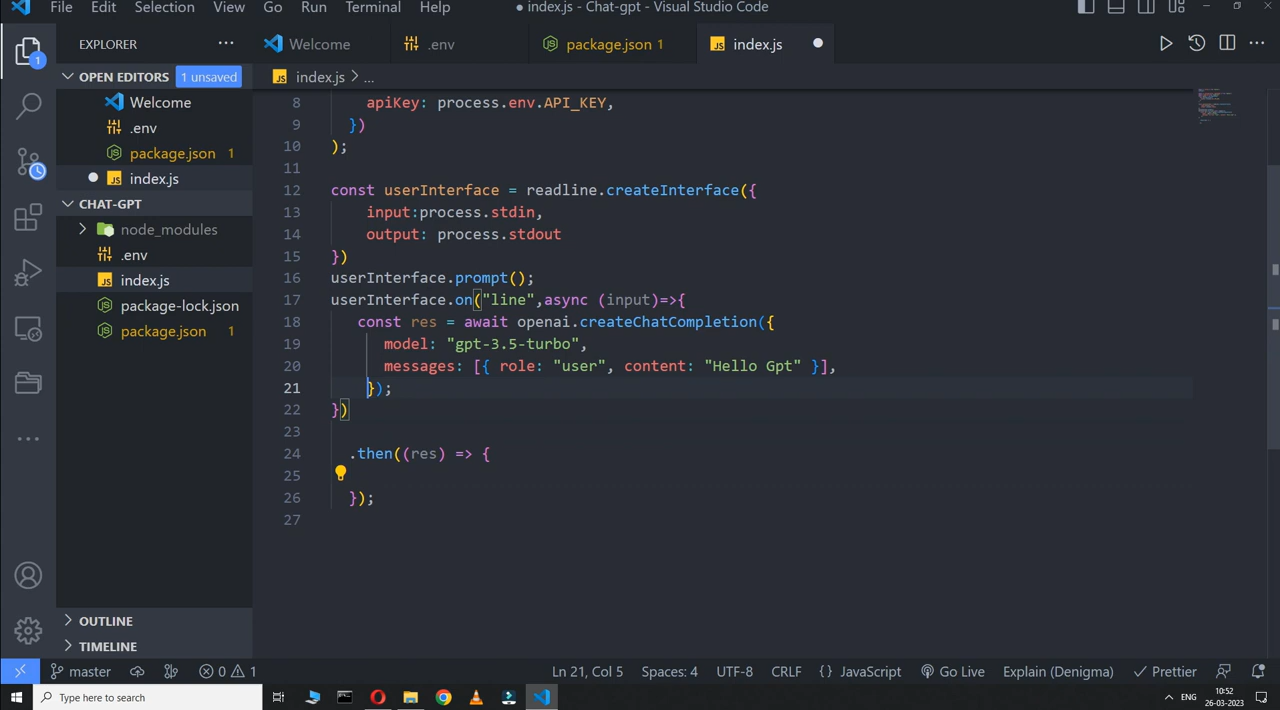 File Edit Selection View Go Run Terminal Help
● index.js - Chat-gpt - Visual Studio Code
EXPLORER
Welcome
.env
package.json 1
index.js
OPEN EDITORS 1 unsaved
index.js > ...
Welcome
.env
package.json 1
index.js
CHAT-GPT
node_modules
.env
index.js
package-lock.json
package.json 1
8 apiKey: process.env.API_KEY,
9 })
10 );
11
12 const userInterface = readline.createInterface({
13 input:process.stdin,
14 output: process.stdout
15 })
16 userInterface.prompt();
17 userInterface.on("line",async (input)=>{
18 const res = await openai.createChatCompletion({
19 model: "gpt-3.5-turbo",
20 messages: [{ role: "user", content: "Hello Gpt" }],
21 });
22 })
23
24 .then((res) => {
25
26 });
27
1
OUTLINE
TIMELINE
master
0 1
Ln 21, Col 5 Spaces: 4 UTF-8 CRLF {} JavaScript Go Live Explain (Denigma) Prettier
Type here to search
ENG
10:52
26-03-2023